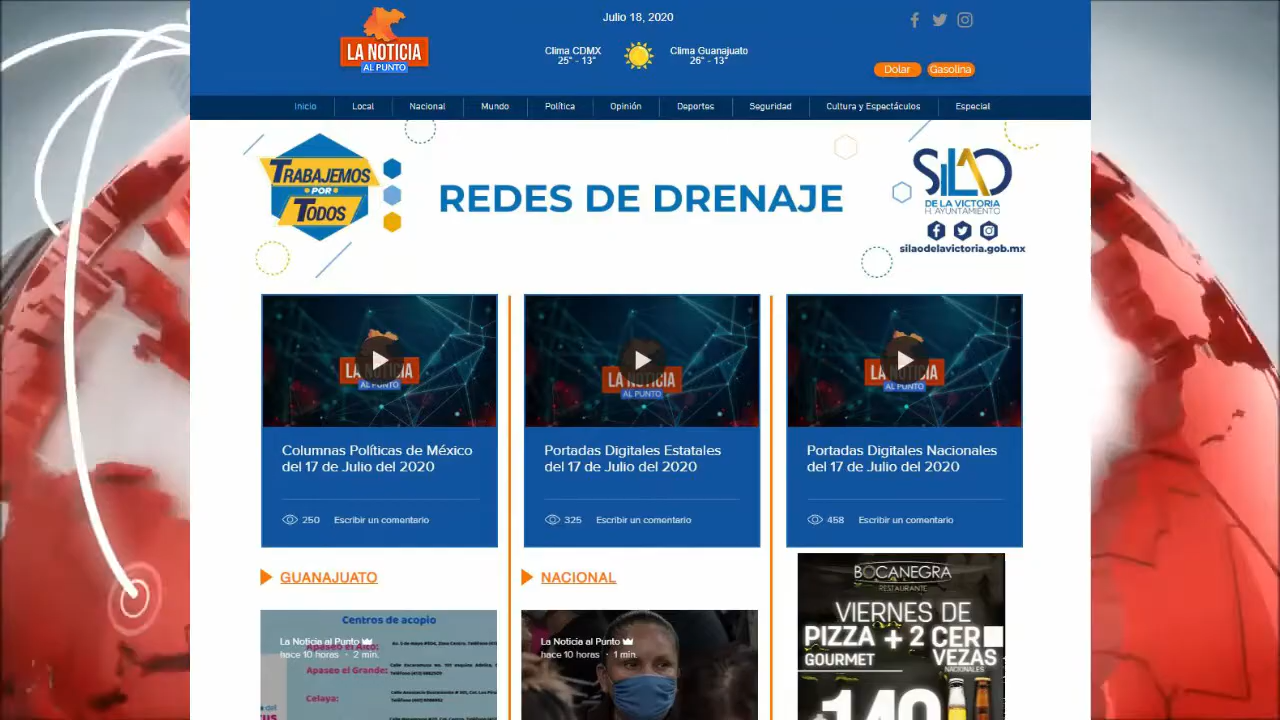 LA NOTICIA
AL PUNTO
Julio 18, 2020
Clima CDMX
25° - 13°
Clima Guanajuato
26° - 13°
Dolar
Gasolina
Inicio
Local
Nacional
Mundo
Política
Opinión
Deportes
Seguridad
Cultura y Espectáculos
Especial
TRABAJEMOS
POR
TODOS
REDES DE DRENAJE
SILAO
DE LA VICTORIA
H. AYUNTAMIENTO
silaodelavictoria.gob.mx
LA NOTICIA
AL PUNTO
Columnas Políticas de México
del 17 de Julio del 2020
250
Escribir un comentario
LA NOTICIA
AL PUNTO
Portadas Digitales Estatales
del 17 de Julio del 2020
325
Escribir un comentario
LA NOTICIA
AL PUNTO
Portadas Digitales Nacionales
del 17 de Julio del 2020
458
Escribir un comentario
GUANAJUATO
Centros de acopio
La Noticia al Punto
Apaseo el Alto:
hace 10 horas · 2 min.
Apaseo el Grande:
Celaya:
NACIONAL
La Noticia al Punto
hace 10 horas · 1 min.
BOCANEGRA
RESTAURANTE
VIERNES DE
PIZZA + 2 CER
GOURMET
VEZAS
NACIONALES
140